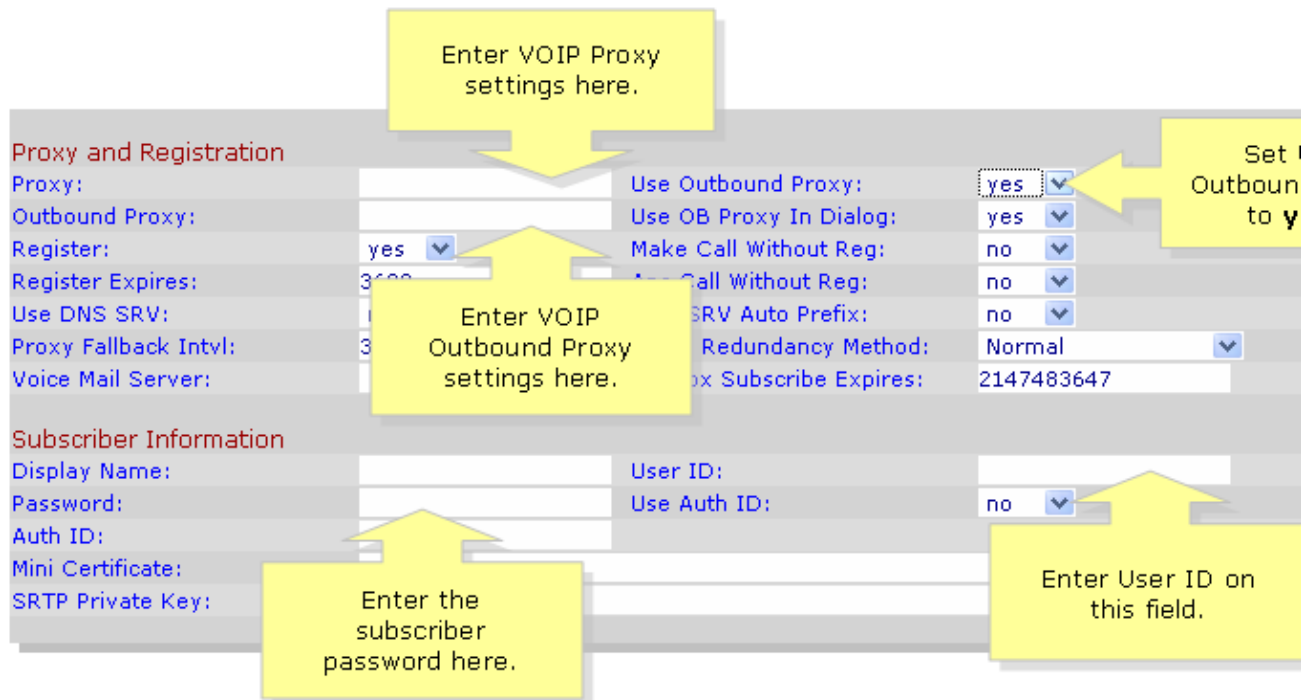 Enter VOIP Proxy
settings here.
Proxy and Registration
Proxy: Use Outbound Proxy: yes
Set
Outboun
to y
Outbound Proxy: Use OB Proxy In Dialog: yes
Register: yes Make Call Without Reg: no
Register Expires: Call Without Reg: no
Use DNS SRV: SRV Auto Prefix: no
Proxy Fallback Intvl: 3 Redundancy Method: Normal
Voice Mail Server: Subscribe Expires: 2147483647
Enter VOIP
Outbound Proxy
settings here.
Subscriber Information
Display Name: User ID:
Password: Use Auth ID: no
Auth ID:
Mini Certificate:
SRTP Private Key:
Enter the
subscriber
password here.
Enter User ID on
this field.